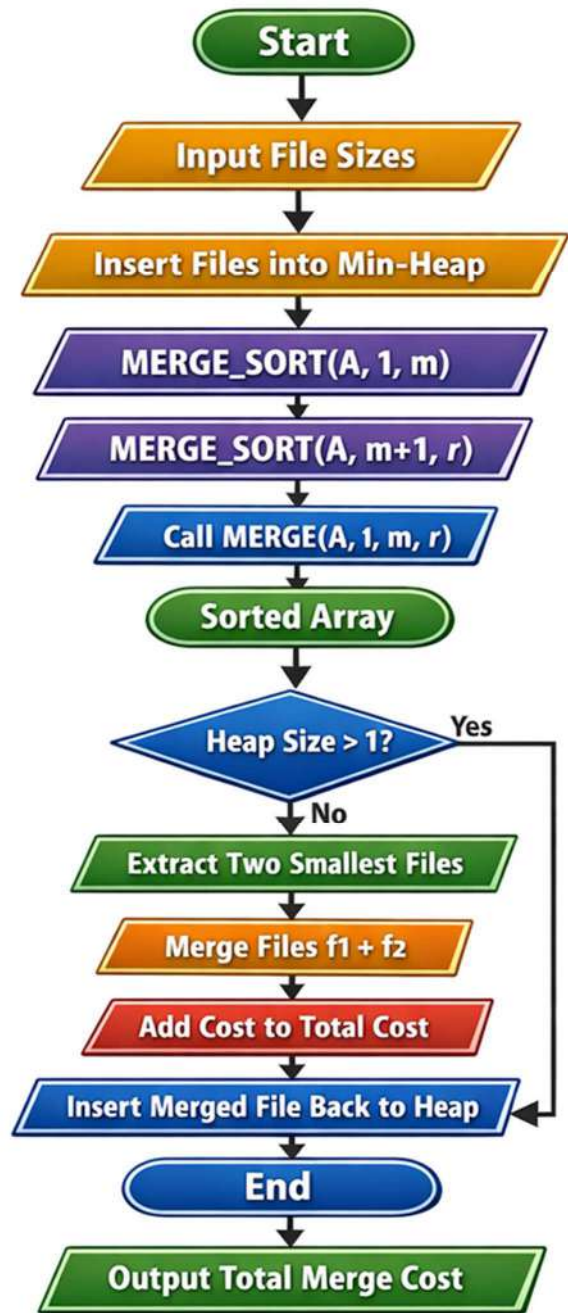 Start
Input File Sizes
Insert Files into Min-Heap
MERGE_SORT(A, 1, m)
MERGE_SORT(A, m+1, r)
Call MERGE(A, 1, m, r)
Sorted Array
Heap Size > 1?
Yes
No
Extract Two Smallest Files
Merge Files f1 + f2
Add Cost to Total Cost
Insert Merged File Back to Heap
End
Output Total Merge Cost